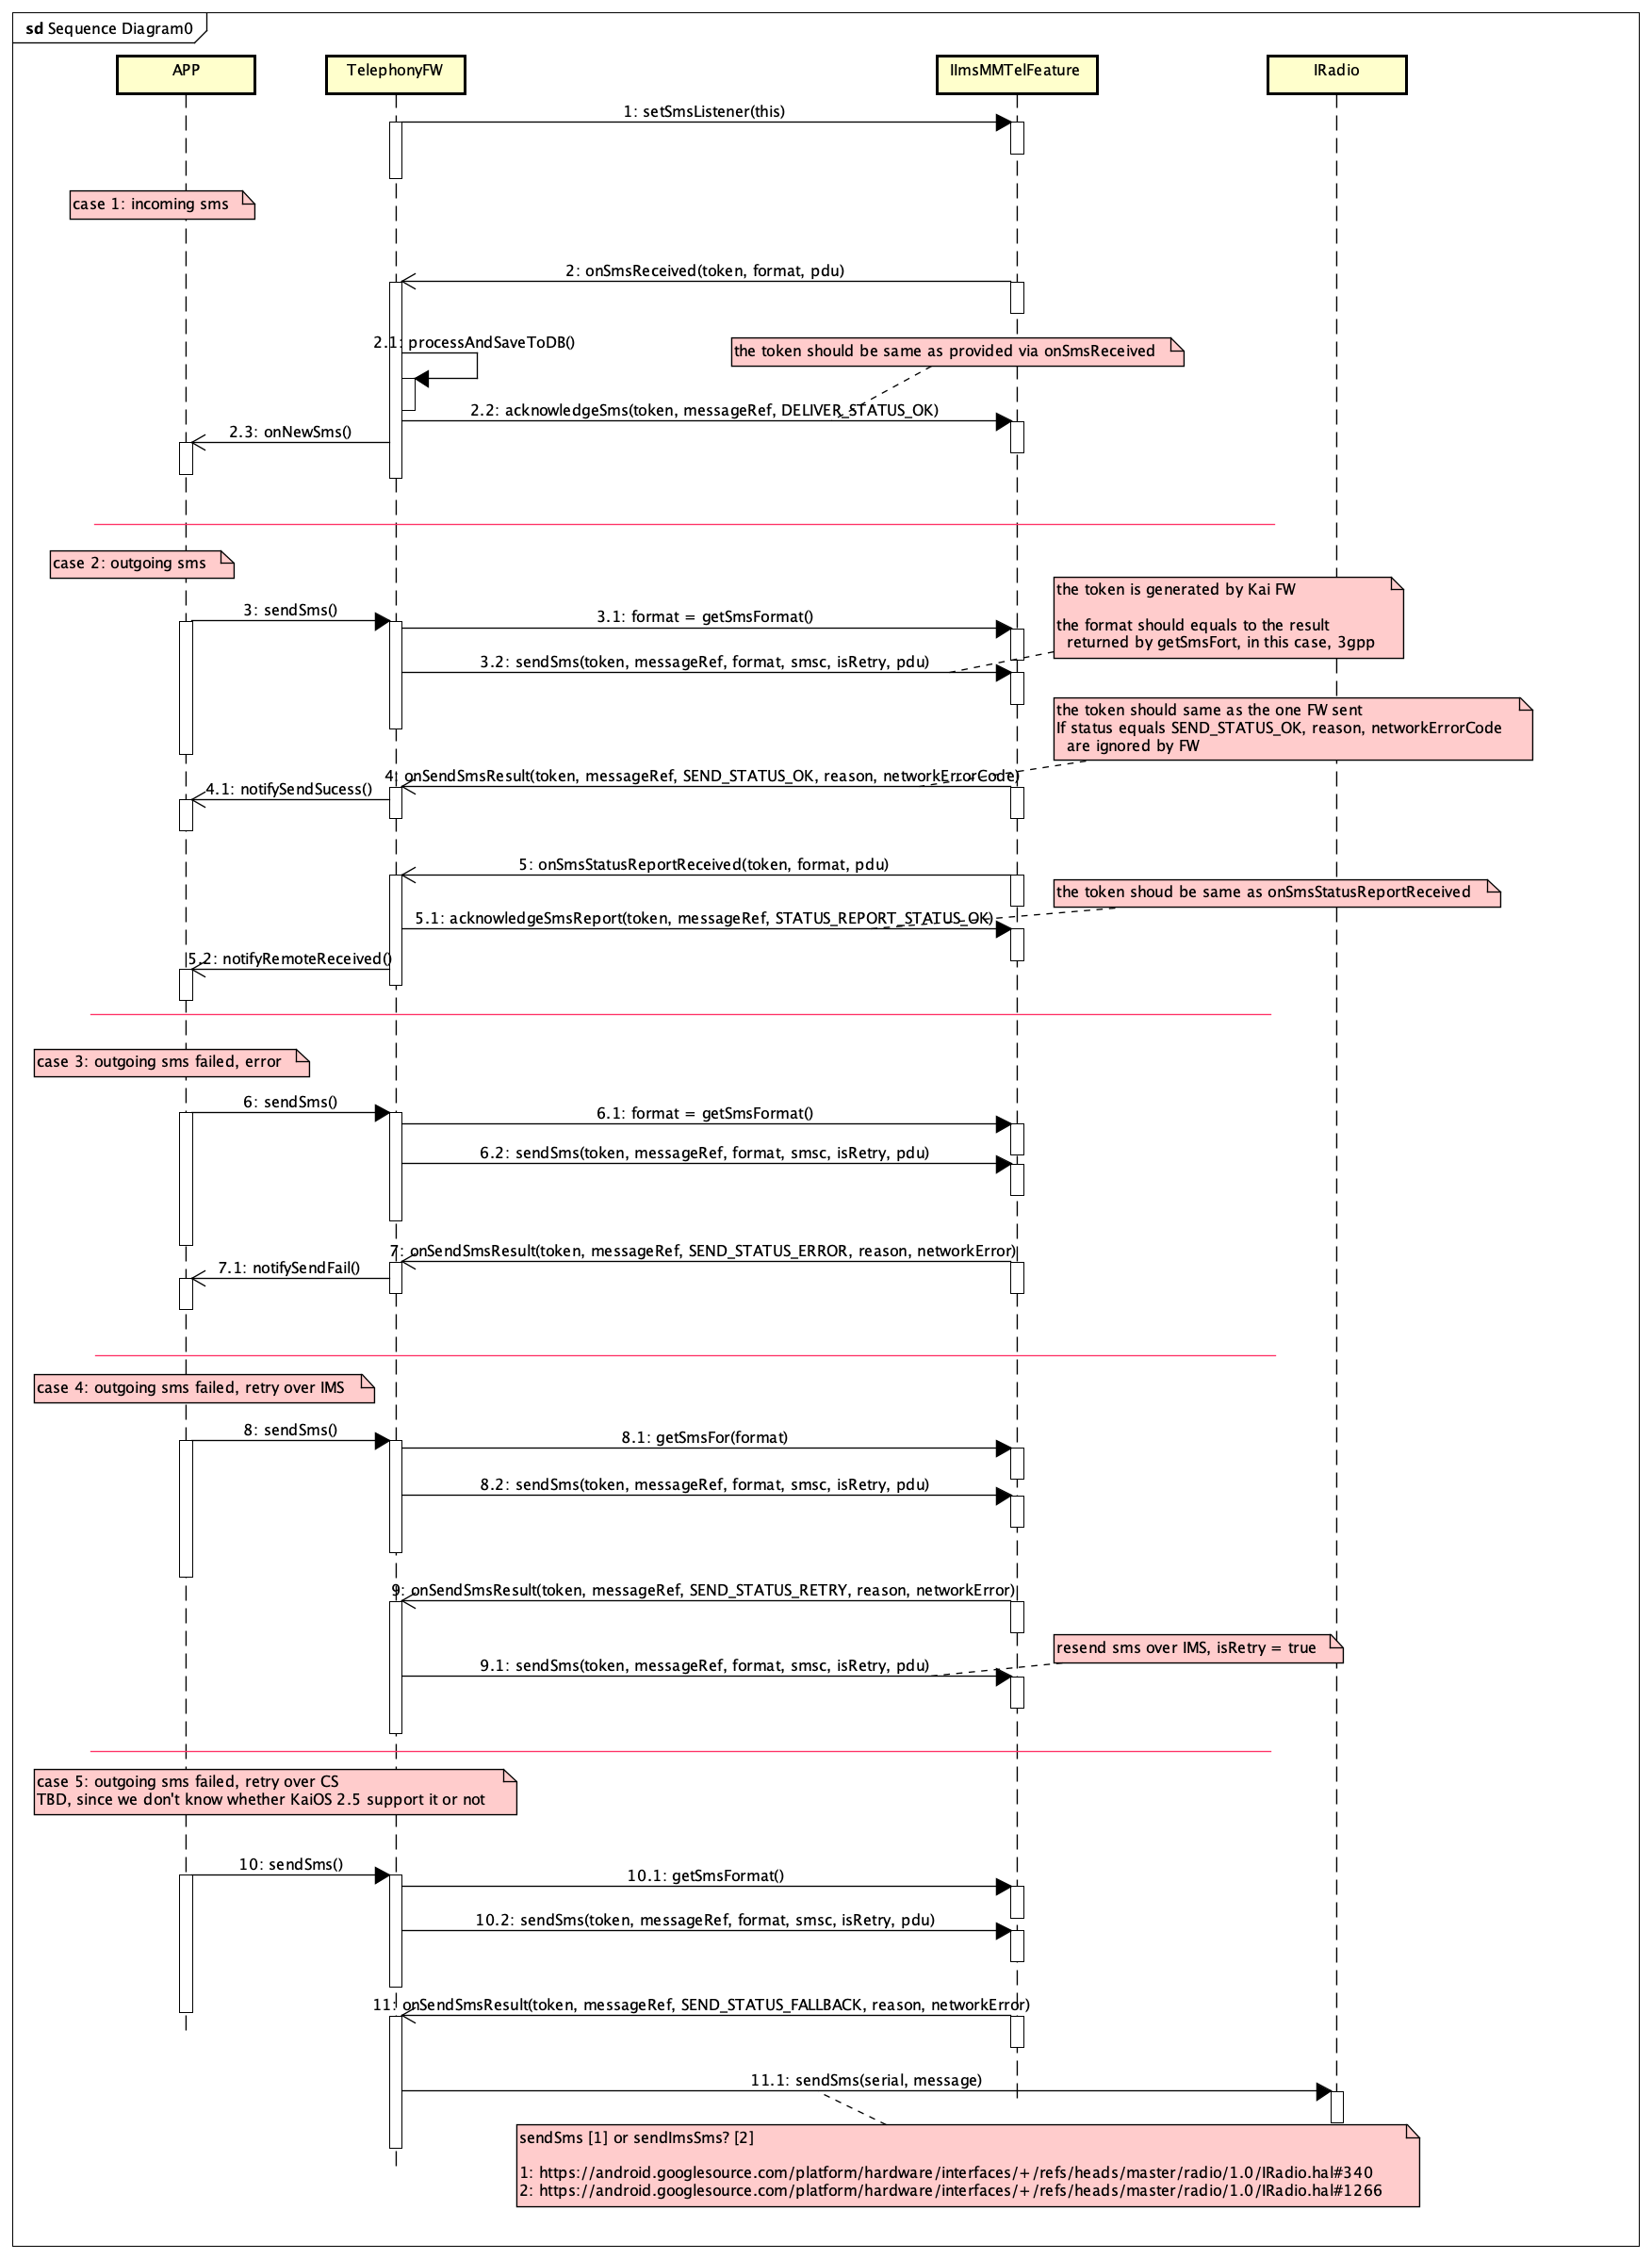 sd Sequence Diagram0
APP
TelephonyFW
IImsMMTelFeature
IRadio
1: setSmsListener(this)
case 1: incoming sms
2: onSmsReceived(token, format, pdu)
2.1: processAndSaveToDB()
the token should be same as provided via onSmsReceived
2.2: acknowledgeSms(token, messageRef, DELIVER_STATUS_OK)
2.3: onNewSms()
case 2: outgoing sms
the token is generated by Kai FW
the format should equals to the result
returned by getSmsFort, in this case, 3gpp
3: sendSms()
3.1: format = getSmsFormat()
3.2: sendSms(token, messageRef, format, smsc, isRetry, pdu)
the token should same as the one FW sent
If status equals SEND_STATUS_OK, reason, networkErrorCode
are ignored by FW
4: onSendSmsResult(token, messageRef, SEND_STATUS_OK, reason, networkErrorCode)
4.1: notifySendSucess()
5: onSmsStatusReportReceived(token, format, pdu)
the token shoud be same as onSmsStatusReportReceived
5.1: acknowledgeSmsReport(token, messageRef, STATUS_REPORT_STATUS_OK)
5.2: notifyRemoteReceived()
case 3: outgoing sms failed, error
6: sendSms()
6.1: format = getSmsFormat()
6.2: sendSms(token, messageRef, format, smsc, isRetry, pdu)
7: onSendSmsResult(token, messageRef, SEND_STATUS_ERROR, reason, networkError)
7.1: notifySendFail()
case 4: outgoing sms failed, retry over IMS
8: sendSms()
8.1: getSmsFor(format)
8.2: sendSms(token, messageRef, format, smsc, isRetry, pdu)
9: onSendSmsResult(token, messageRef, SEND_STATUS_RETRY, reason, networkError)
resend sms over IMS, isRetry = true
9.1: sendSms(token, messageRef, format, smsc, isRetry, pdu)
case 5: outgoing sms failed, retry over CS
TBD, since we don't know whether KaiOS 2.5 support it or not
10: sendSms()
10.1: getSmsFormat()
10.2: sendSms(token, messageRef, format, smsc, isRetry, pdu)
11: onSendSmsResult(token, messageRef, SEND_STATUS_FALLBACK, reason, networkError)
11.1: sendSms(serial, message)
sendSms [1] or sendImsSms? [2]
1: https://android.googlesource.com/platform/hardware/interfaces/+/refs/heads/master/radio/1.0/IRadio.hal#340
2: https://android.googlesource.com/platform/hardware/interfaces/+/refs/heads/master/radio/1.0/IRadio.hal#1266